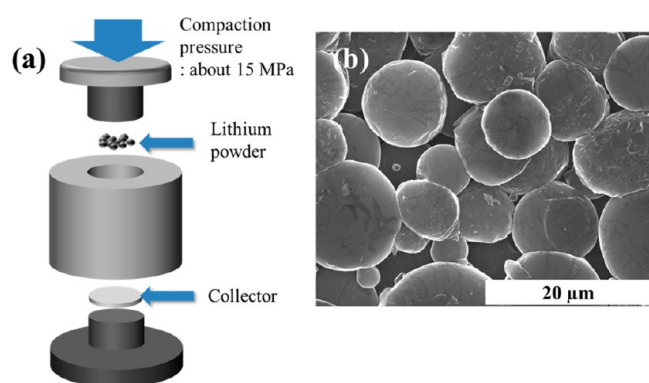 (a)
Compaction
pressure
: about 15 MPa
Lithium
powder
Collector
(b)
20 µm